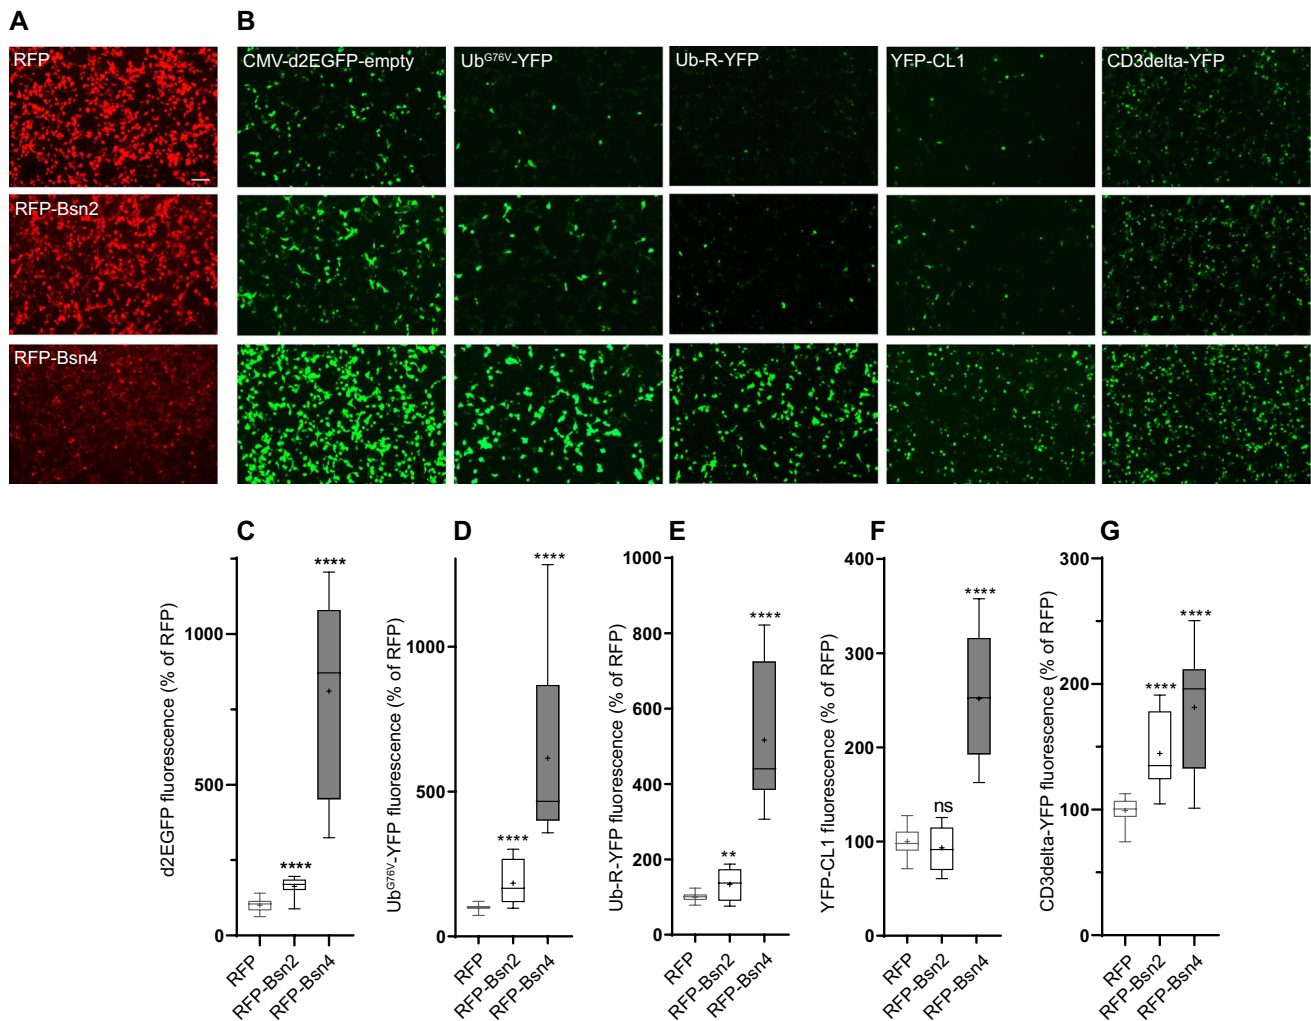 A
B
RFP
CMV-d2EGFP-empty
Ub^G76V-YFP
Ub-R-YFP
YFP-CL1
CD3delta-YFP
RFP-Bsn2
RFP-Bsn4
C
D
E
F
G
d2EGFP fluorescence (% of RFP)
1000
500
0
****
****
RFP
RFP-Bsn2
RFP-Bsn4
Ub^G76V-YFP fluorescence (% of RFP)
1000
500
0
****
****
RFP
RFP-Bsn2
RFP-Bsn4
Ub-R-YFP fluorescence (% of RFP)
1000
800
600
400
200
0
**
****
RFP
RFP-Bsn2
RFP-Bsn4
YFP-CL1 fluorescence (% of RFP)
400
300
200
100
0
ns
****
RFP
RFP-Bsn2
RFP-Bsn4
CD3delta-YFP fluorescence (% of RFP)
300
200
100
0
****
****
RFP
RFP-Bsn2
RFP-Bsn4